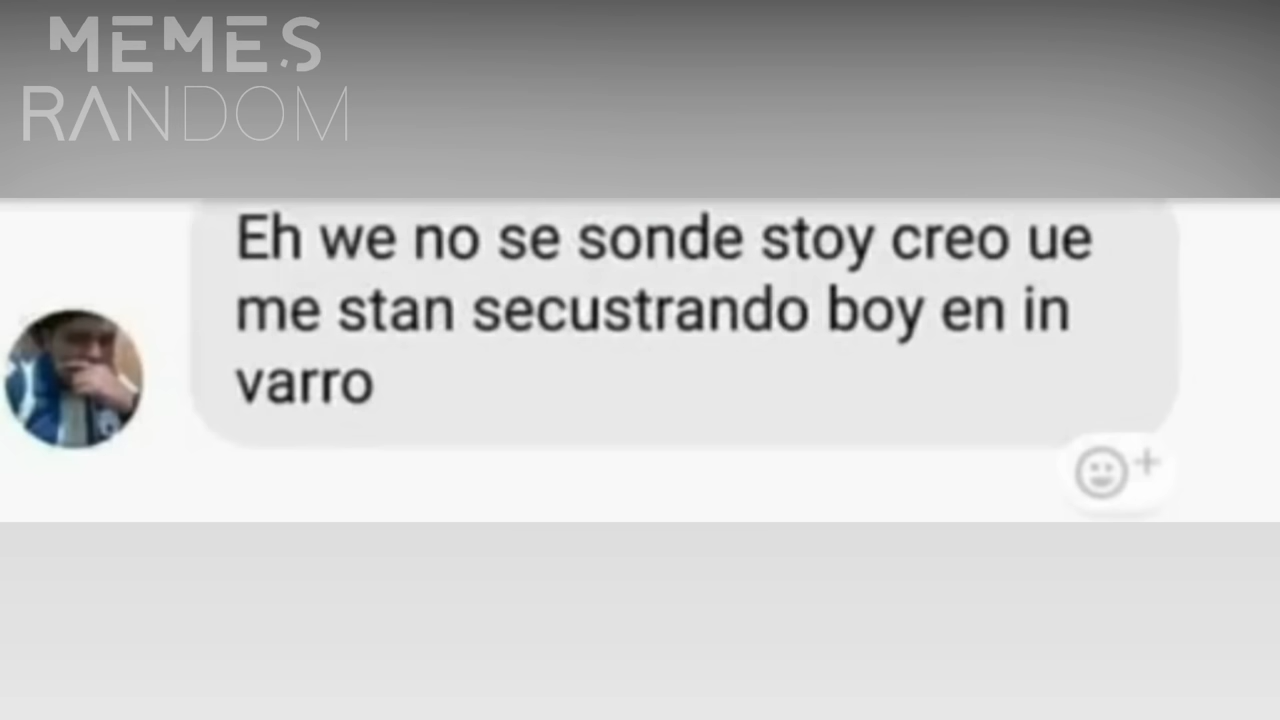 MEMES
RANDOM
Eh we no se sonde stoy creo ue
me stan secustrando boy en in
varro